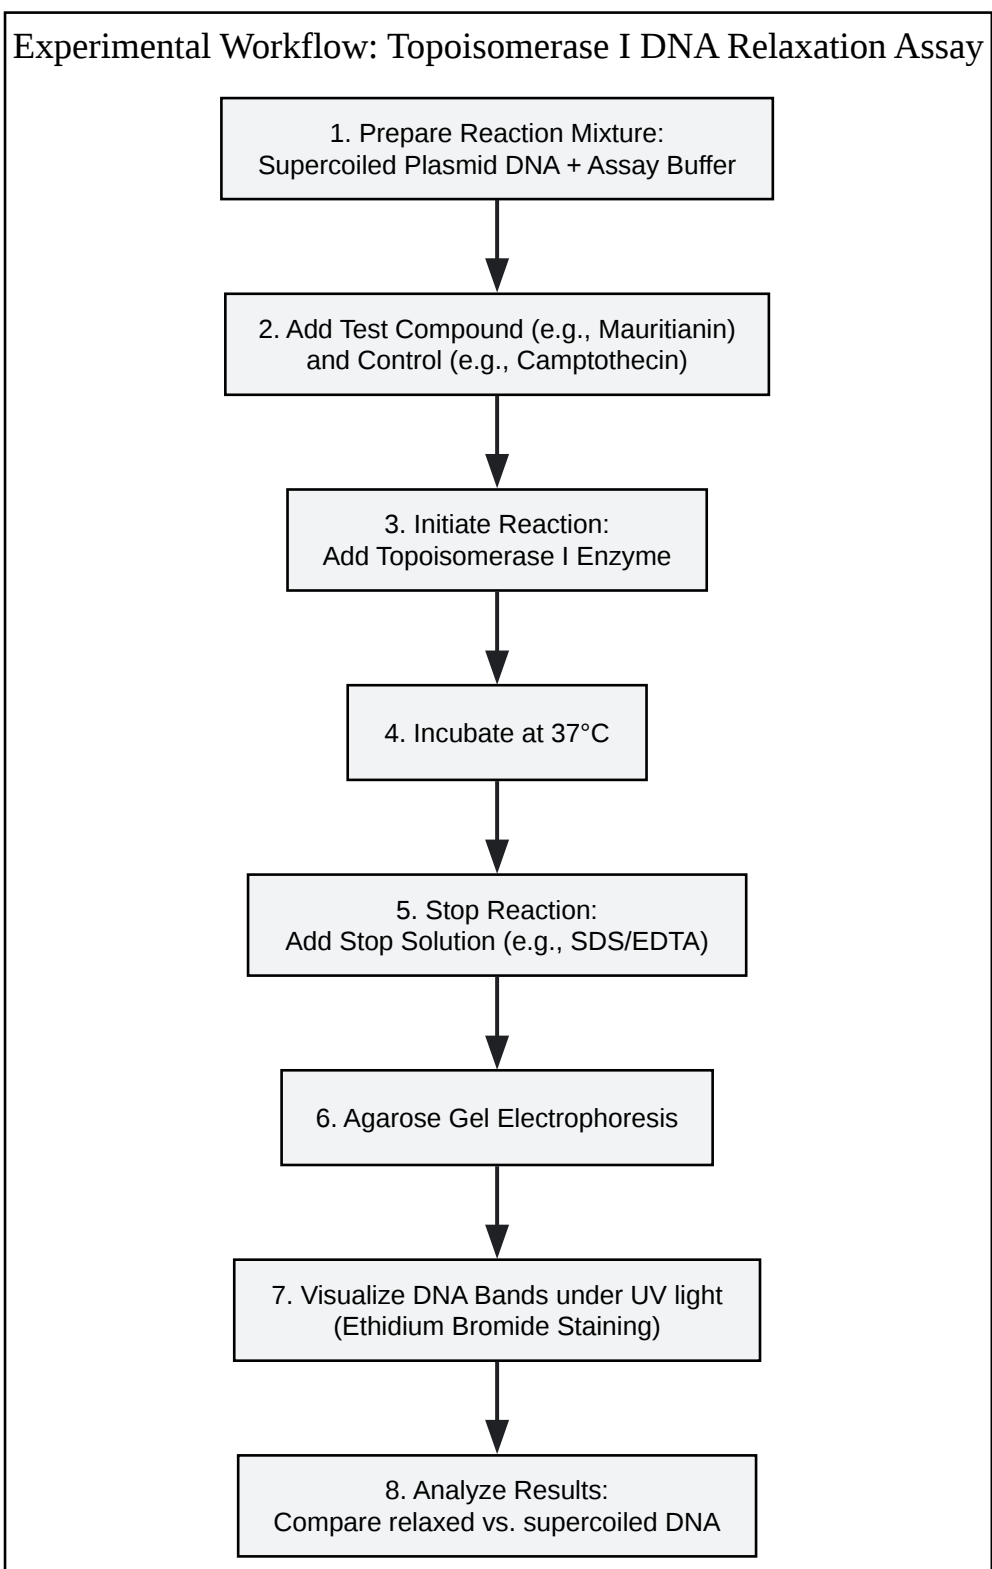 Experimental Workflow: Topoisomerase I DNA Relaxation Assay
1. Prepare Reaction Mixture:
Supercoiled Plasmid DNA + Assay Buffer
2. Add Test Compound (e.g., Mauritianin)
and Control (e.g., Camptothecin)
3. Initiate Reaction:
Add Topoisomerase I Enzyme
4. Incubate at 37°C
5. Stop Reaction:
Add Stop Solution (e.g., SDS/EDTA)
6. Agarose Gel Electrophoresis
7. Visualize DNA Bands under UV light
(Ethidium Bromide Staining)
8. Analyze Results:
Compare relaxed vs. supercoiled DNA